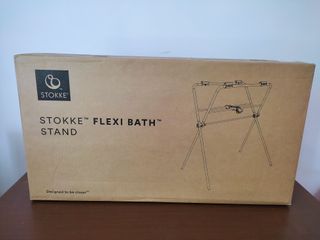 STOKKE®
STOKKE™ FLEXI BATH™
STAND
Designed to be closer™